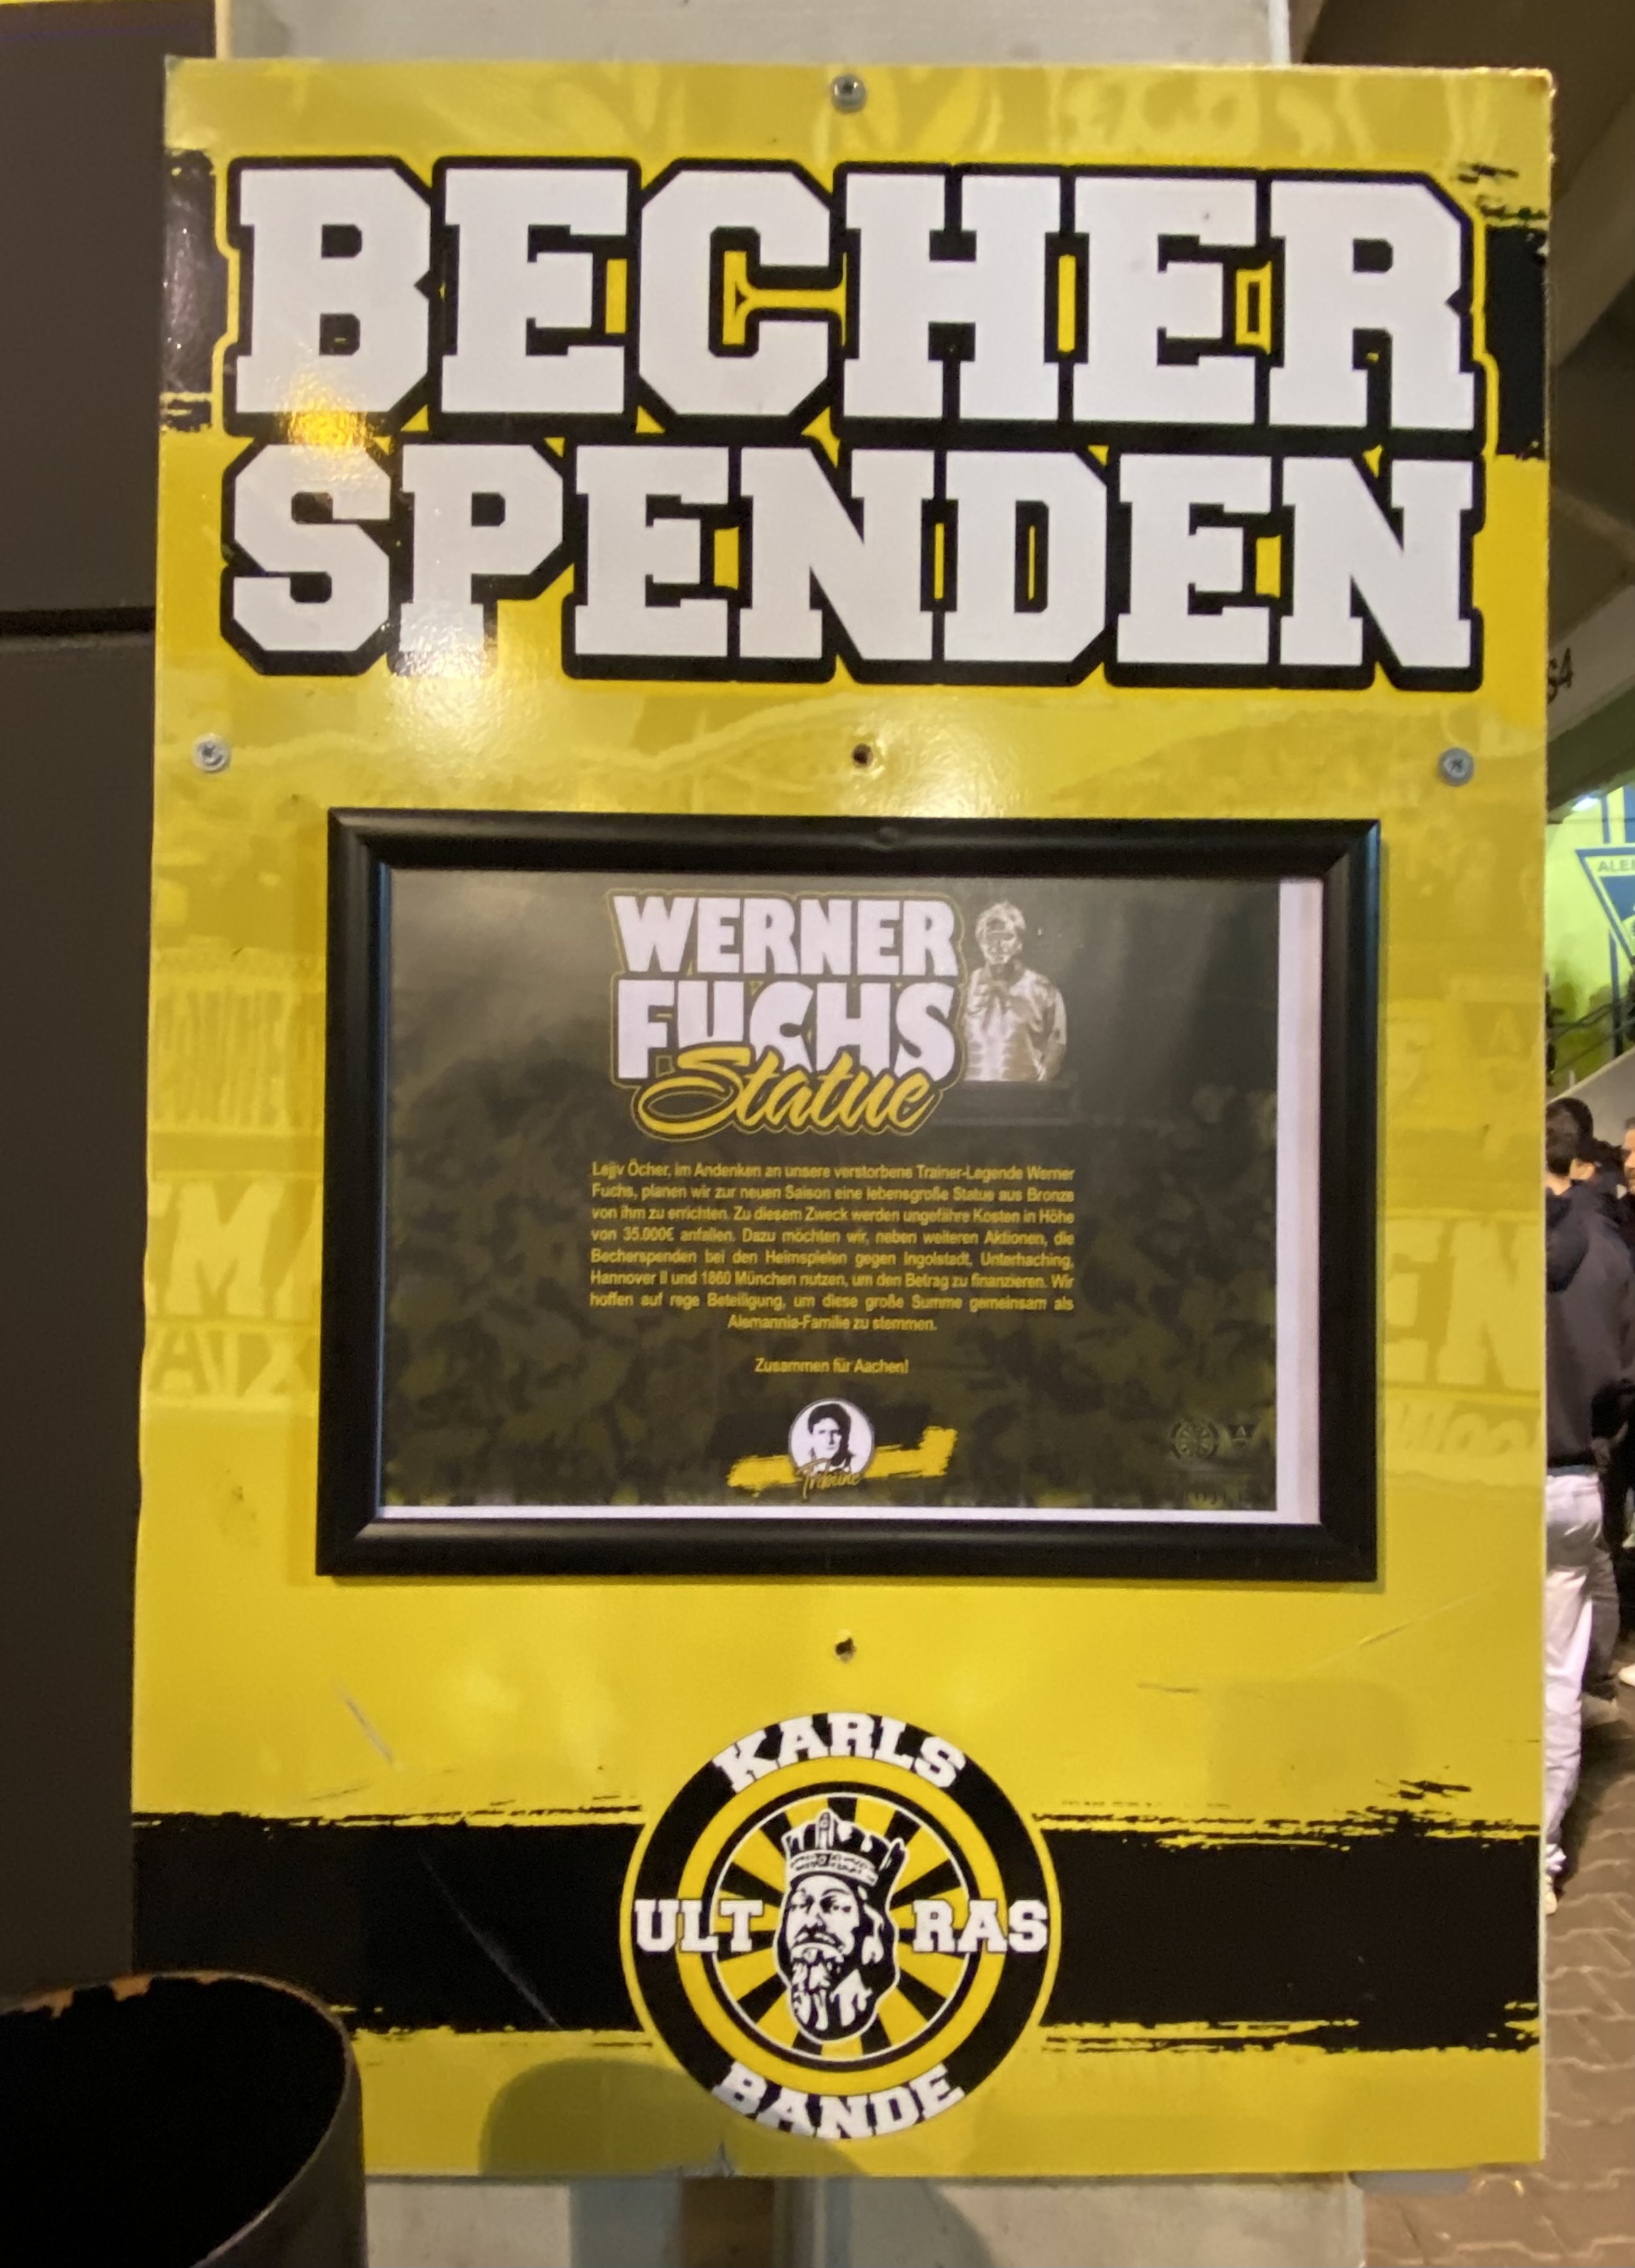 BECHER
SPENDEN
WERNER
FUCHS
Statue
Lejjv Öcher, im Andenken an unsere verstorbene Trainer-Legende Werner
Fuchs, planen wir zur neuen Saison eine lebensgroße Statue aus Bronze
von ihm zu errichten. Zu diesem Zweck werden ungefähre Kosten in Höhe
von 35.000€ anfallen. Dazu möchten wir, neben weiteren Aktionen, die
Becherspenden bei den Heimspielen gegen Ingolstadt, Unterhaching,
Hannover II und 1860 München nutzen, um den Betrag zu finanzieren. Wir
hoffen auf rege Beteiligung, um diese große Summe gemeinsam als
Alemannia-Familie zu stemmen.
Zusammen für Aachen!
Tribüne
KARLS
ULT RAS
BANDE
S4